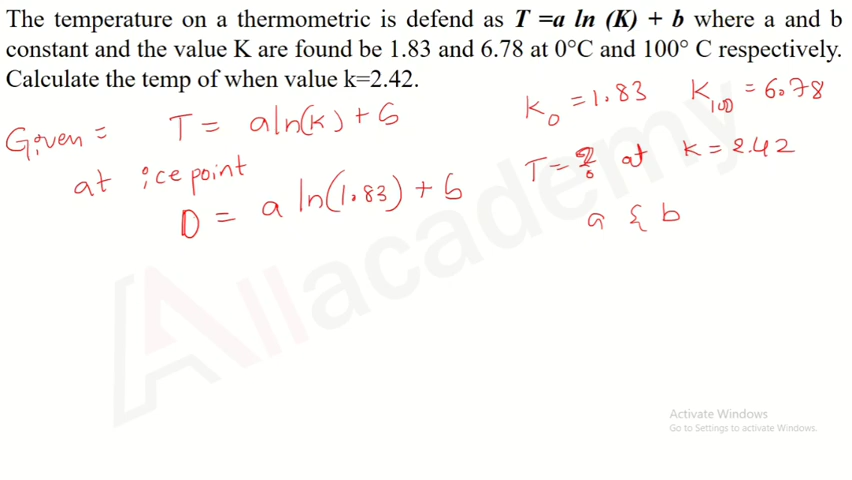 The temperature on a thermometric is defend as T =a ln (K) + b where a and b
constant and the value K are found be 1.83 and 6.78 at 0°C and 100° C respectively.
Calculate the temp of when value k=2.42.
Given = T = a ln(k) + b
K0 = 1.83 K100 = 6.78
at ice point
T = ? at k = 2.42
0 = a ln(1.83) + b
a & b
Allacademy
Activate Windows
Go to Settings to activate Windows.